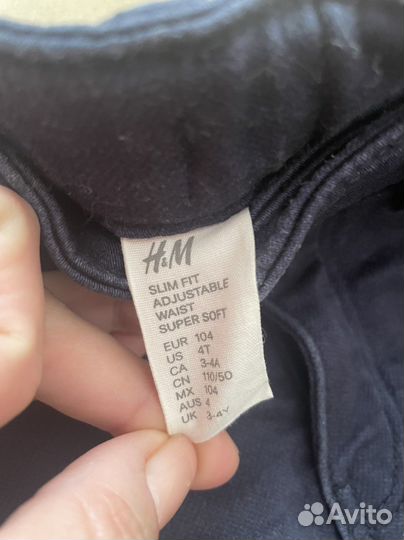 H&M
SLIM FIT
ADJUSTABLE
WAIST
SUPER SOFT
EUR 104
US 4T
CA 3-4A
CN 110/50
MX 104
AUS 4
UK 3-4Y
Avito